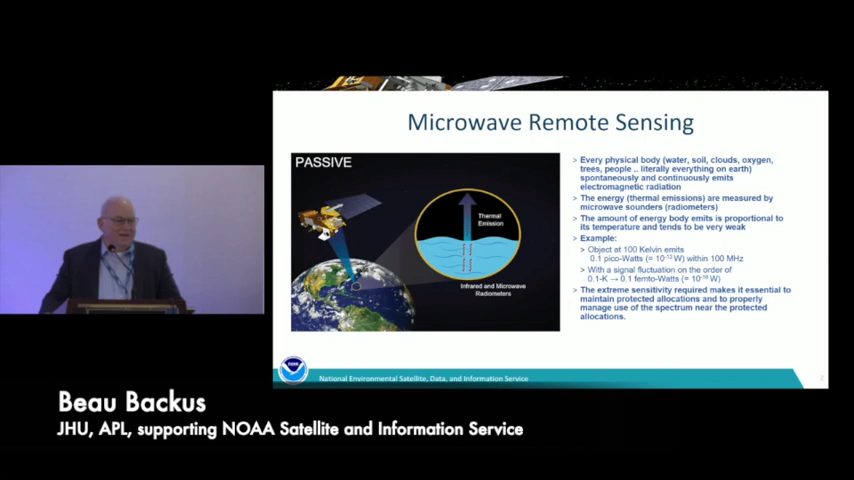 Microwave Remote Sensing
PASSIVE
Thermal
Emission
Infrared and Microwave
Radiometers
> Every physical body (water, soil, clouds, oxygen,
trees, people .. literally everything on earth)
spontaneously and continuously emits
electromagnetic radiation
> The energy (thermal emissions) are measured by
microwave sounders (radiometers)
> The amount of energy body emits is proportional to
its temperature and tends to be very weak
> Example:
> Object at 100 Kelvin emits
0.1 pico-Watts (= 10⁻¹³ W) within 100 MHz
> With a signal fluctuation on the order of
0.1-K → 0.1 femto-Watts (= 10⁻¹⁶ W)
> The extreme sensitivity required makes it essential to
maintain protected allocations and to properly
manage use of the spectrum near the protected
allocations.
NOAA
National Environmental Satellite, Data, and Information Service
2
Beau Backus
JHU, APL, supporting NOAA Satellite and Information Service